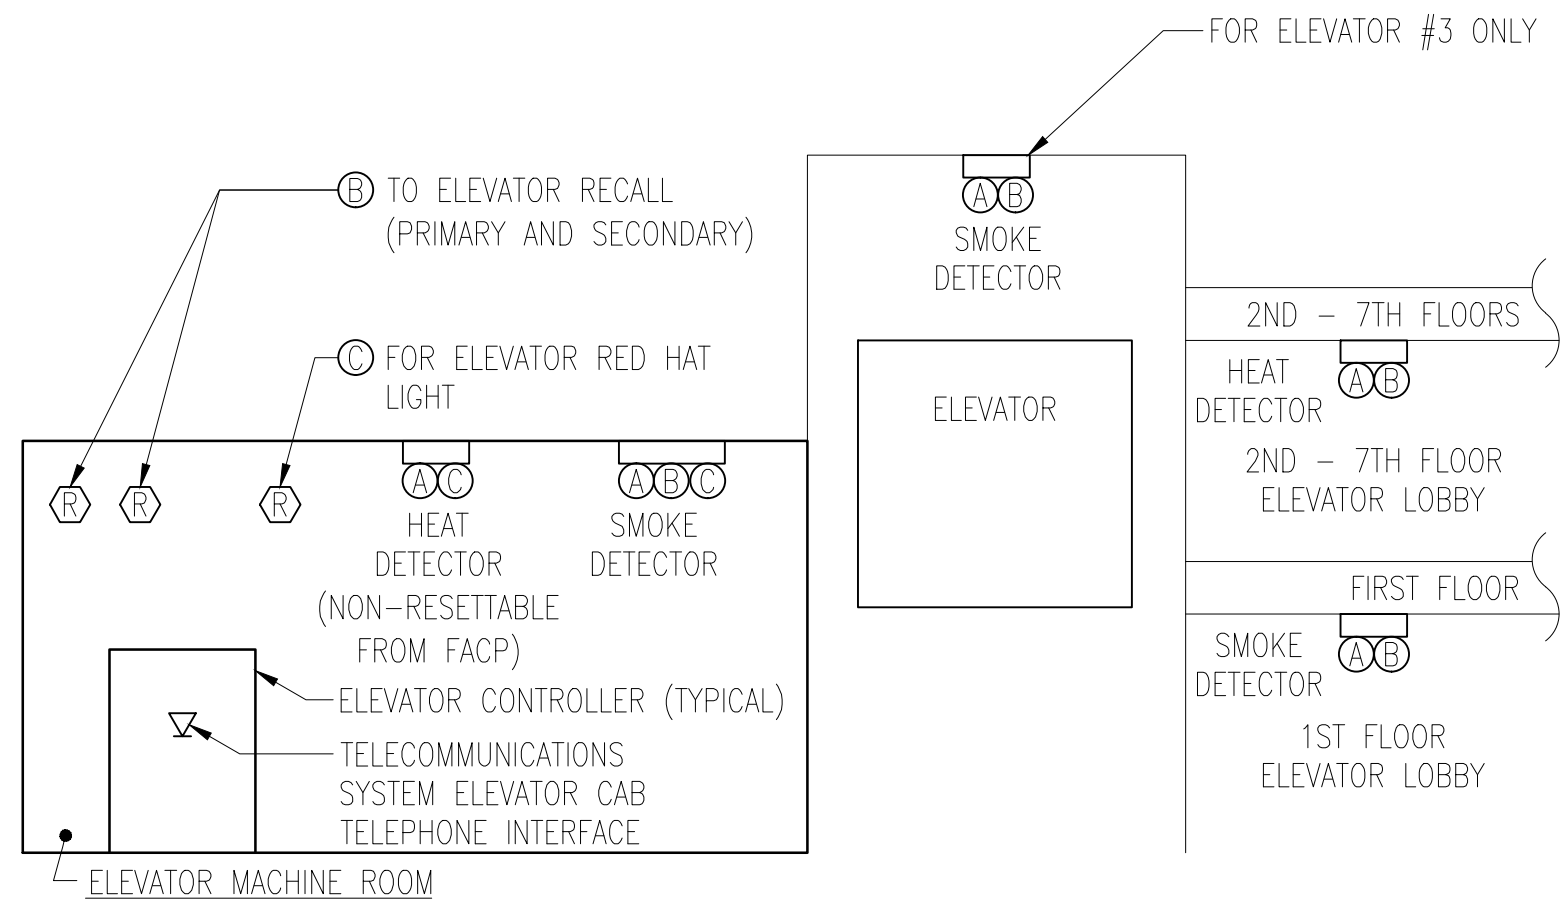 FOR ELEVATOR #3 ONLY
B TO ELEVATOR RECALL
(PRIMARY AND SECONDARY)
A B
SMOKE
DETECTOR
2ND - 7TH FLOORS
C FOR ELEVATOR RED HAT
LIGHT
HEAT
DETECTOR
A B
ELEVATOR
2ND - 7TH FLOOR
ELEVATOR LOBBY
R
R
R
A C
HEAT
DETECTOR
(NON-RESETTABLE
FROM FACP)
A B C
SMOKE
DETECTOR
FIRST FLOOR
SMOKE
DETECTOR
A B
1ST FLOOR
ELEVATOR LOBBY
ELEVATOR CONTROLLER (TYPICAL)
TELECOMMUNICATIONS
SYSTEM ELEVATOR CAB
TELEPHONE INTERFACE
ELEVATOR MACHINE ROOM